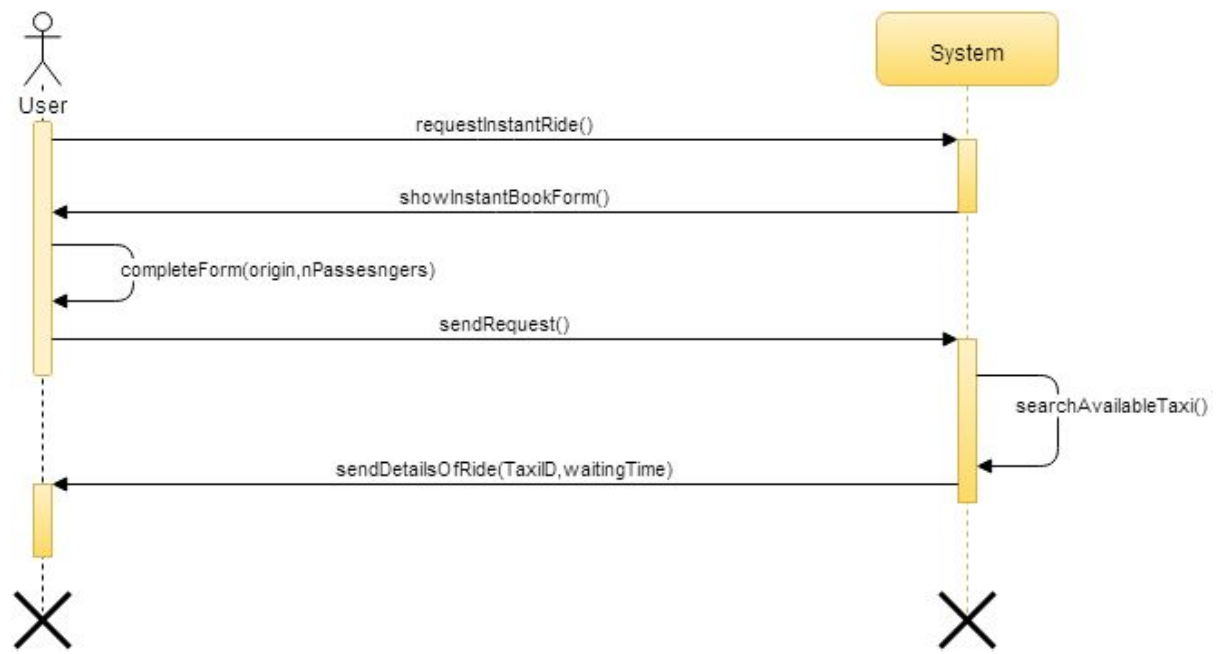 System
User
requestInstantRide()
showInstantBookForm()
completeForm(origin,nPassesngers)
sendRequest()
searchAvailableTaxi()
sendDetailsOfRide(TaxiID,waitingTime)